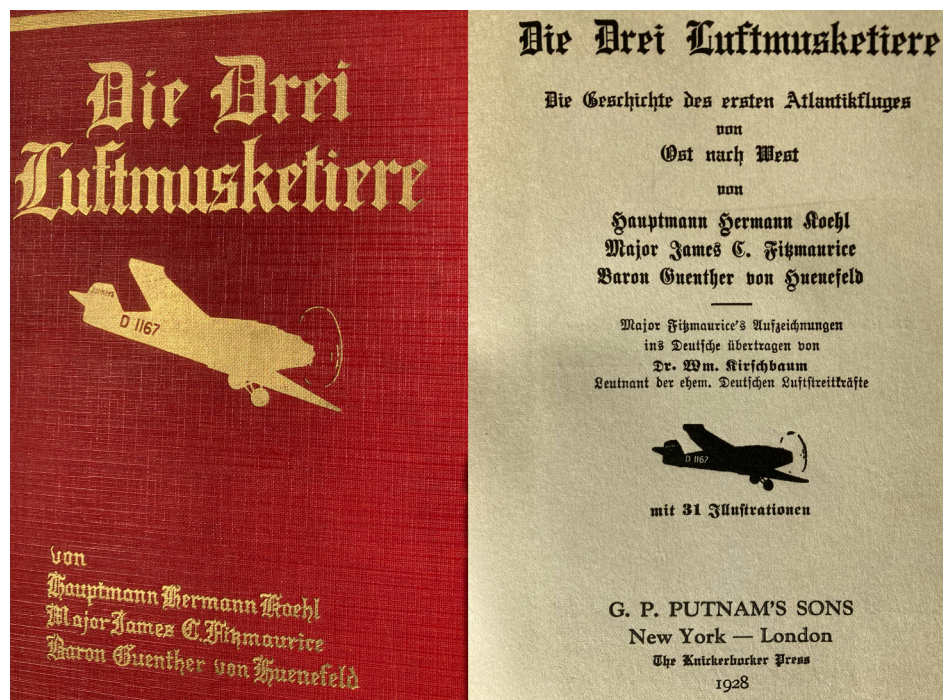 Die Drei
Luftmusketiere
D 1167
von
Hauptmann Hermann Koehl
Major James C. Fitzmaurice
Baron Guenther von Huenefeld
Die Drei Luftmusketiere
Die Geschichte des ersten Atlantikfluges
von
Ost nach West
von
Hauptmann Hermann Koehl
Major James C. Fitzmaurice
Baron Guenther von Huenefeld
Major Fitzmaurice's Aufzeichnungen
ins Deutsche übertragen von
Dr. Wm. Kirschbaum
Leutnant der ehem. Deutschen Luftstreitkräfte
D 1167
mit 31 Illustrationen
G. P. PUTNAM'S SONS
New York — London
The Knickerbocker Press
1928